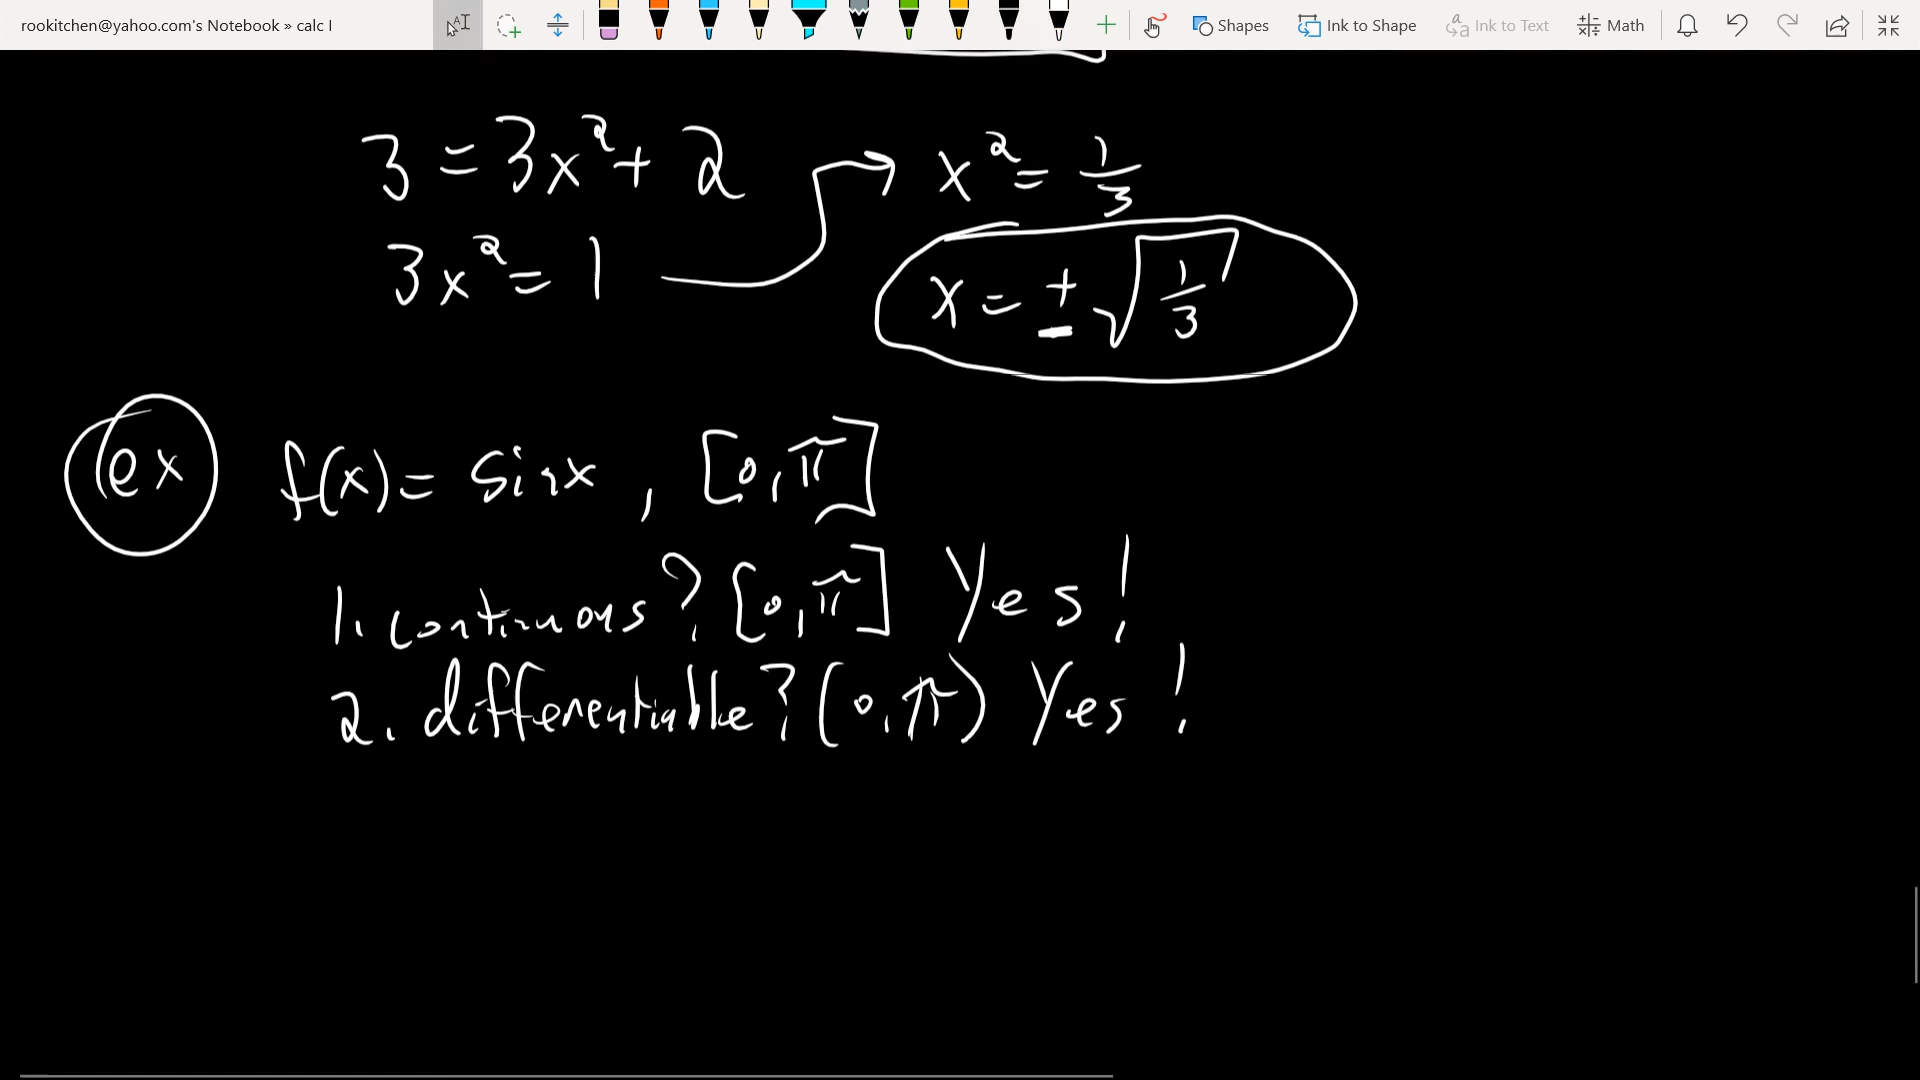 rookitchen@yahoo.com's Notebook » calc I Shapes Ink to Shape Ink to Text Math
3 = 3x² + 2 → x² = 1/3
3x² = 1 x = ± √(1/3)
ex f(x) = sinx , [0, π]
1. continuous? [0, π] Yes!
2. differentiable? (0, π) Yes!